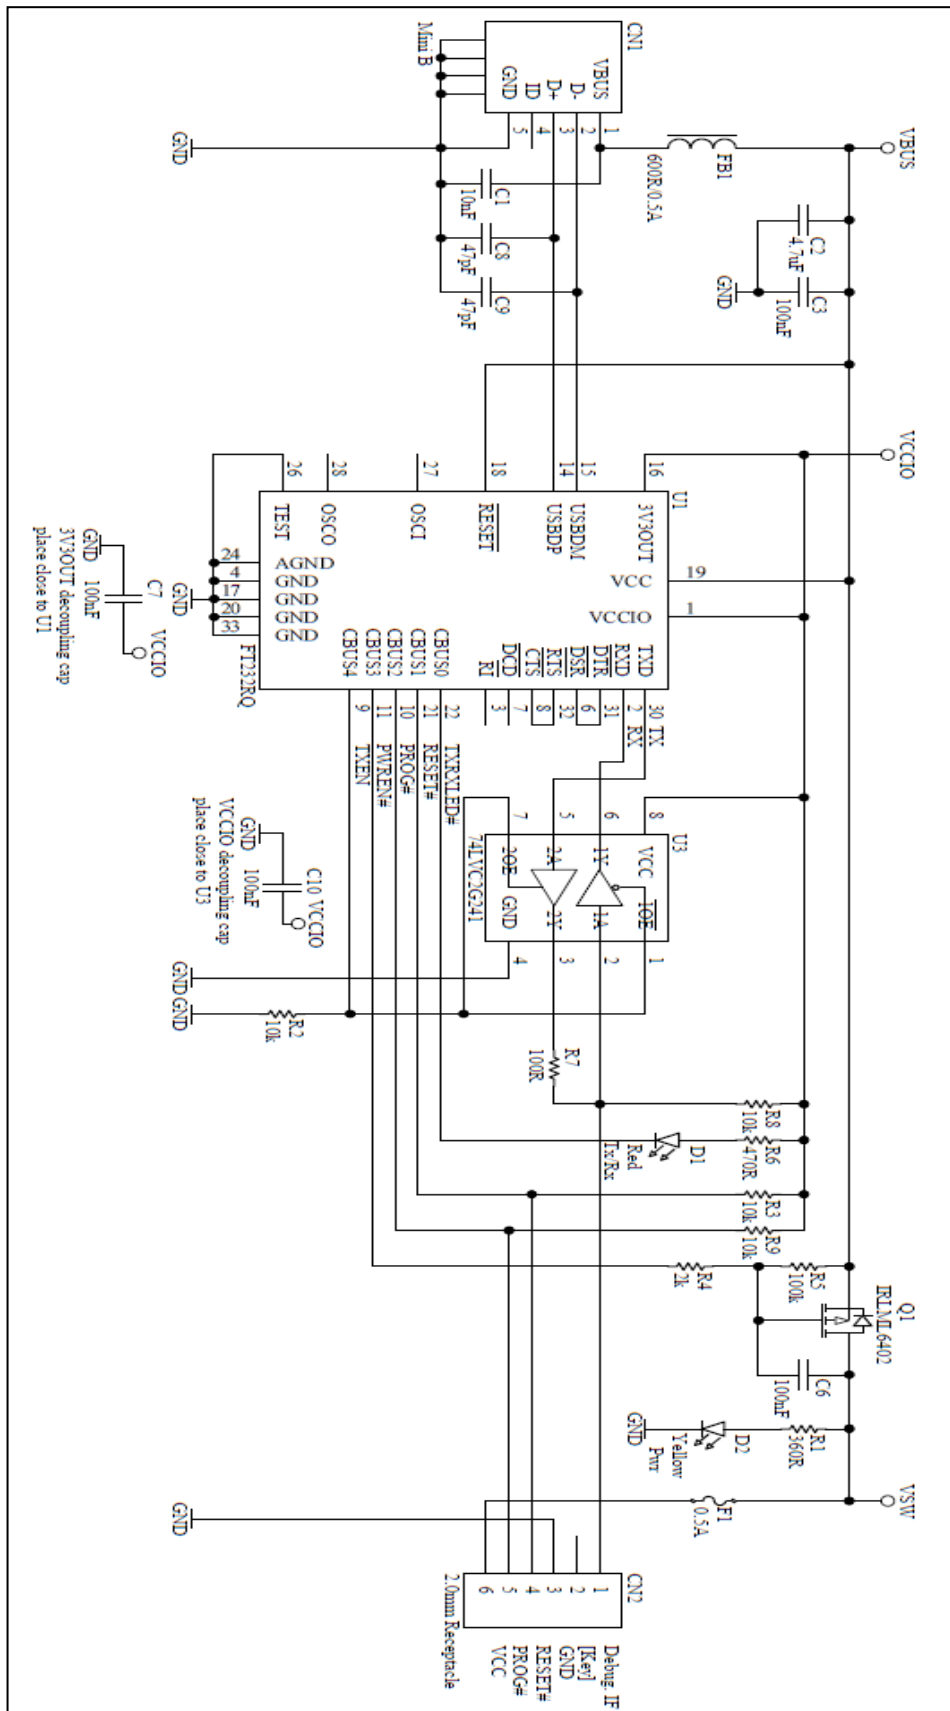 CN1
Mini B
VBUS
D-
D+
ID
GND
1
2
3
4
5
GND
C1
10nF
C8
47pF
C9
47pF
600R/0.5A
FB1
VBUS
C2
4.7uF
C3
100nF
GND
VCCIO
U1
16
15
14
18
27
28
26
3V3OUT
USBDM
USBDP
RESET
OSCI
OSCO
TEST
VCC
19
VCCIO
1
24
AGND
4
GND
17
GND
20
GND
33
GND
GND
FT232RQ
TXD
RXD
DTR
DSR
RTS
CTS
DCD
RI
CBUS0
CBUS1
CBUS2
CBUS3
CBUS4
30 TX
2 RX
31
6
32
8
7
3
22
21
10
11
9
TXRXLED#
RESET#
PROG#
PWREN#
TXEN
C7
GND 100nF VCCIO
3V3OUT decoupling cap
place close to U1
C10 VCCIO
GND 100nF
VCCIO decoupling cap
place close to U3
U3
8
6
5
7
VCC
1OE
1Y
1A
2A
2Y
2OE
GND
1
2
3
4
74LVC2G241
GND
GND
R2
10k
R7
100R
R8
10k
R6
470R
D1
Red
Tx/Rx
R3
10k
R9
10k
R4
2k
R5
100k
Q1
IRLML6402
C6
100nF
R1
360R
D2
Yellow
Pwr
GND
VSW
F1
0.5A
GND
CN2
1
2
3
4
5
6
2.0mm Receptacle
Debug_IF
[Key]
GND
RESET#
PROG#
VCC